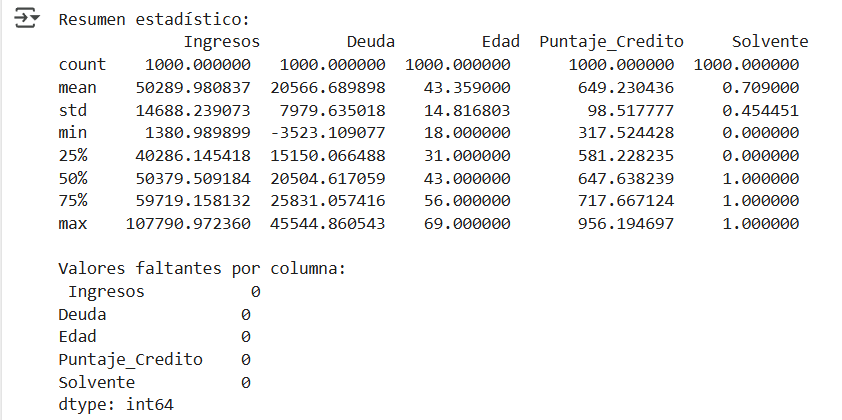 Resumen estadístico:
Ingresos Deuda Edad Puntaje_Credito Solvente
count 1000.000000 1000.000000 1000.000000 1000.000000 1000.000000
mean 50289.980837 20566.689898 43.359000 649.230436 0.709000
std 14688.239073 7979.635018 14.816803 98.517777 0.454451
min 1380.989899 -3523.109077 18.000000 317.524428 0.000000
25% 40286.145418 15150.066488 31.000000 581.228235 0.000000
50% 50379.509184 20504.617059 43.000000 647.638239 1.000000
75% 59719.158132 25831.057416 56.000000 717.667124 1.000000
max 107790.972360 45544.860543 69.000000 956.194697 1.000000
Valores faltantes por columna:
Ingresos 0
Deuda 0
Edad 0
Puntaje_Credito 0
Solvente 0
dtype: int64